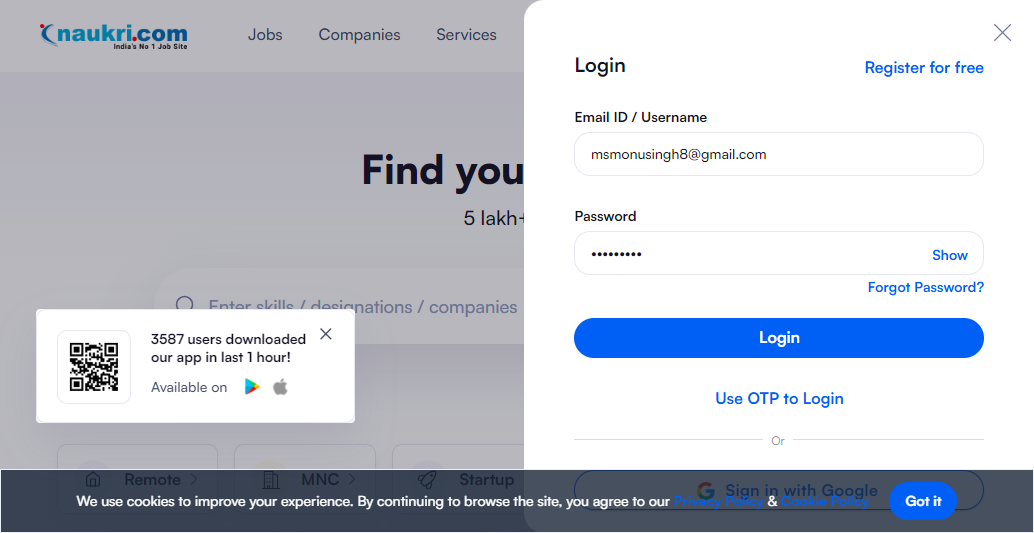 naukri.com
India's No 1 Job Site
Jobs
Companies
Services
Find you
5 lakh+
Enter skills / designations / companies
3587 users downloaded
our app in last 1 hour!
Available on
Remote
MNC
Startup
Login
Register for free
Email ID / Username
msmonusingh8@gmail.com
Password
•••••••••
Show
Forgot Password?
Login
Use OTP to Login
Or
Sign in with Google
We use cookies to improve your experience. By continuing to browse the site, you agree to our Privacy Policy & Cookie Policy
Got it